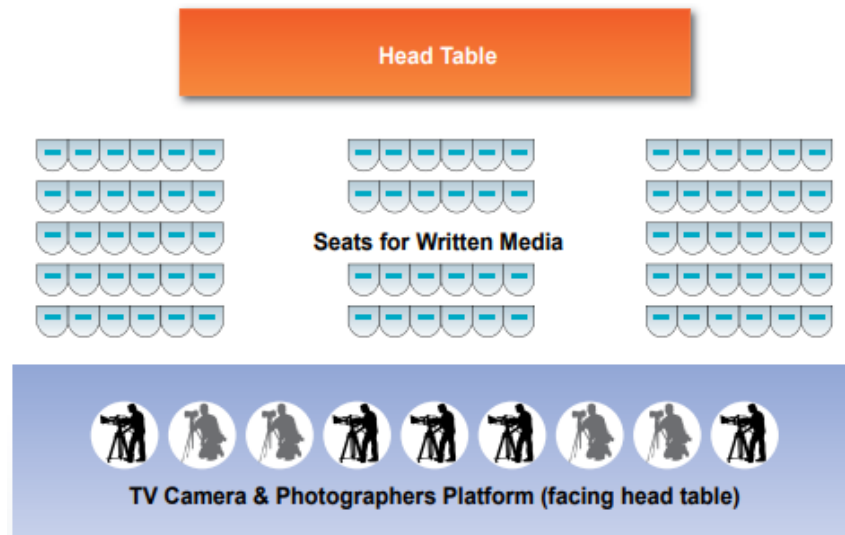 Head Table
Seats for Written Media
TV Camera & Photographers Platform (facing head table)